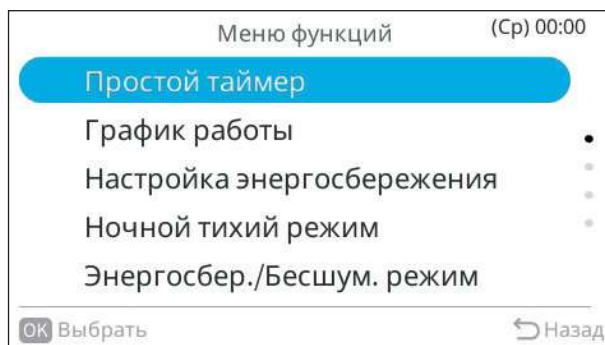 Меню функций (Ср) 00:00
Простой таймер
График работы
Настройка энергосбережения
Ночной тихий режим
Энергосбер./Бесшум. режим
OK Выбрать Назад